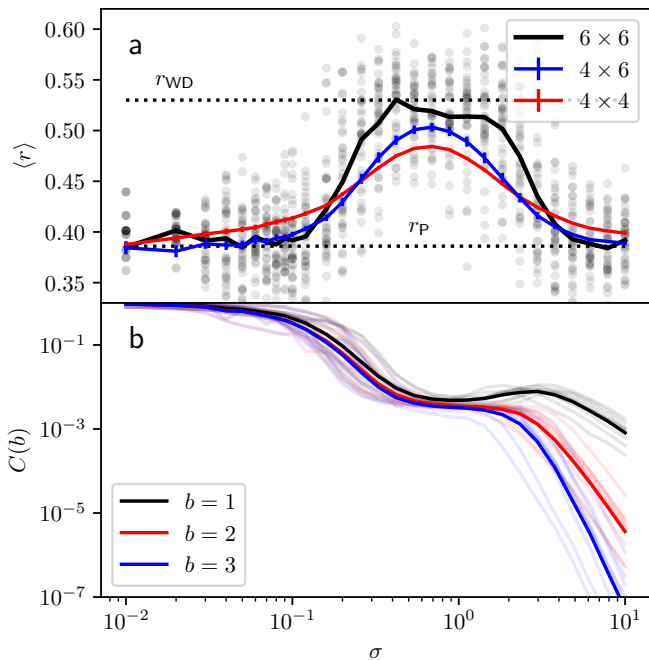 a
0.60
0.55
0.50
0.45
0.40
0.35
⟨r⟩
r_WD
r_P
6 × 6
4 × 6
4 × 4
b
10^{-1}
10^{-3}
10^{-5}
10^{-7}
C(b)
b = 1
b = 2
b = 3
10^{-2}
10^{-1}
10^{0}
10^{1}
σ